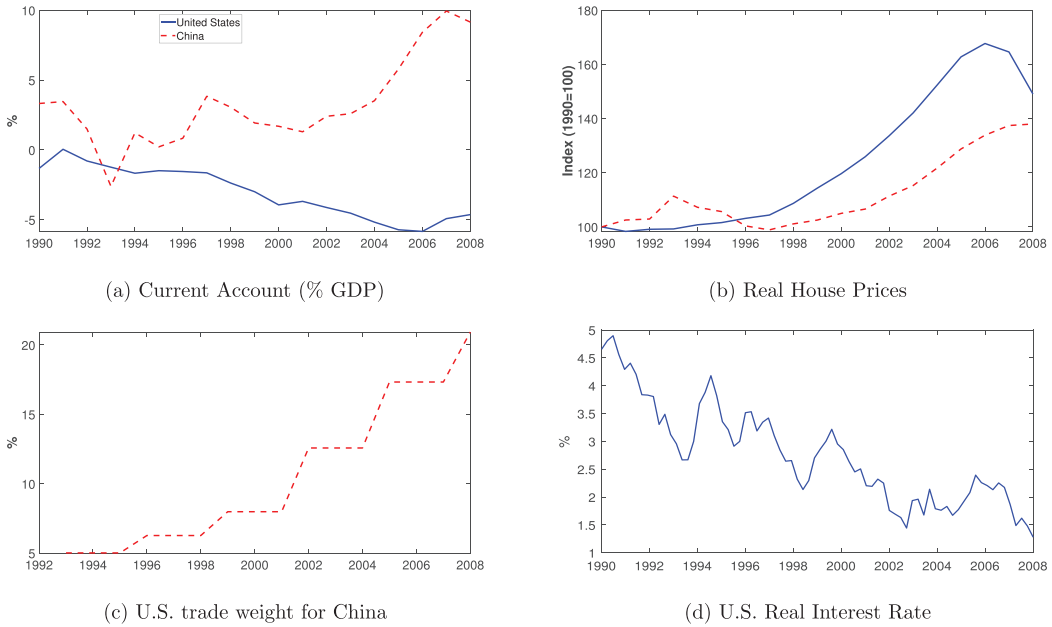 United States
China
10
5
0
-5
%
1990 1992 1994 1996 1998 2000 2002 2004 2006 2008
(a) Current Account (% GDP)
180
160
140
120
100
Index (1990=100)
1990 1992 1994 1996 1998 2000 2002 2004 2006 2008
(b) Real House Prices
20
15
10
5
%
1992 1994 1996 1998 2000 2002 2004 2006 2008
(c) U.S. trade weight for China
5
4.5
4
3.5
3
2.5
2
1.5
1
%
1990 1992 1994 1996 1998 2000 2002 2004 2006 2008
(d) U.S. Real Interest Rate